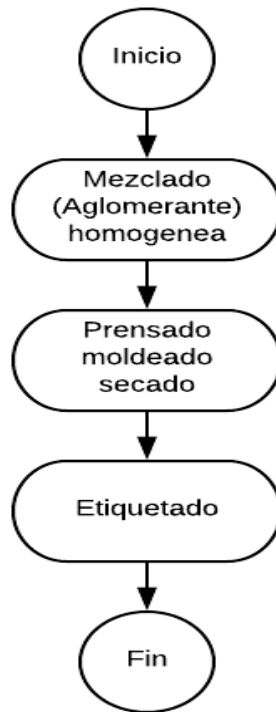 Inicio
Mezclado
(Aglomerante)
homogenea
Prensado
moldeado
secado
Etiquetado
Fin